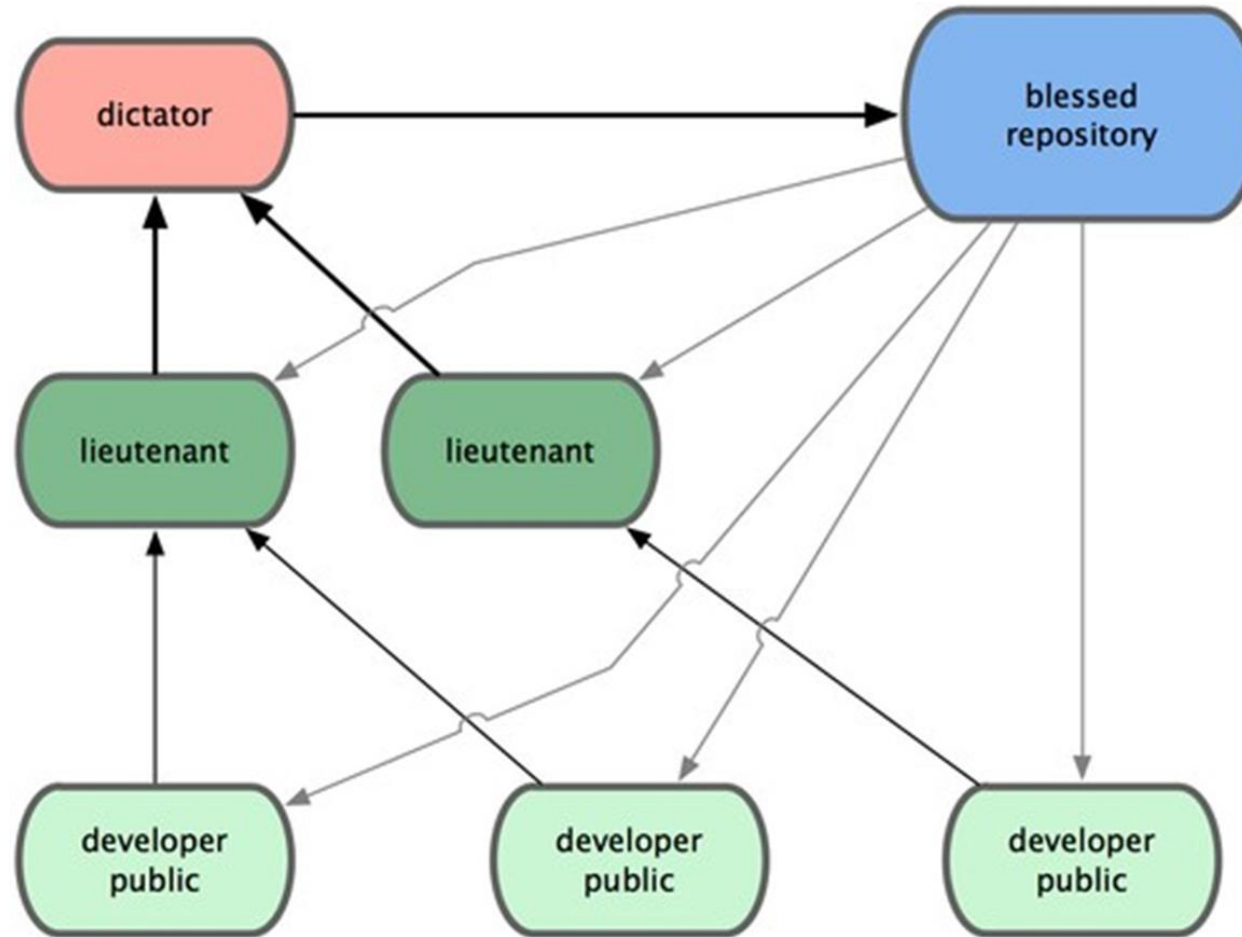 dictator
blessed
repository
lieutenant
lieutenant
developer
public
developer
public
developer
public